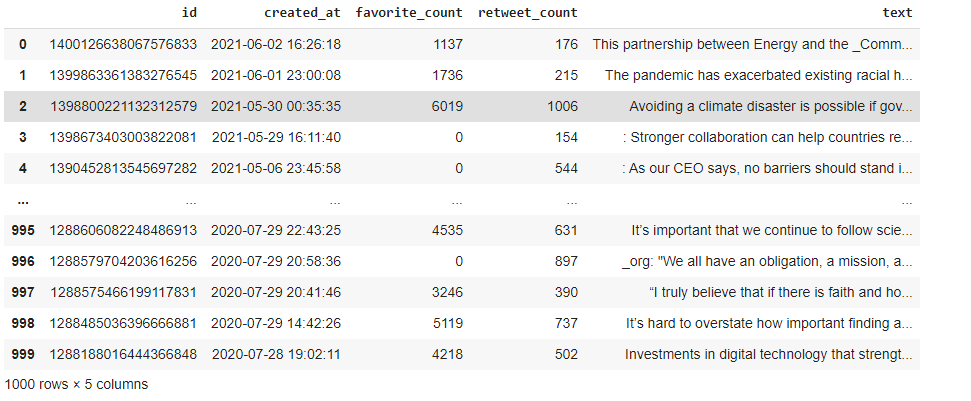 id created_at favorite_count retweet_count text
0 1400126638067576833 2021-06-02 16:26:18 1137 176 This partnership between Energy and the _Comm...
1 1399863361383276545 2021-06-01 23:00:08 1736 215 The pandemic has exacerbated existing racial h...
2 1398800221132312579 2021-05-30 00:35:35 6019 1006 Avoiding a climate disaster is possible if gov...
3 1398673403003822081 2021-05-29 16:11:40 0 154 : Stronger collaboration can help countries re...
4 1390452813545697282 2021-05-06 23:45:58 0 544 : As our CEO says, no barriers should stand i...
... ... ... ... ... ...
995 1288606082248486913 2020-07-29 22:43:25 4535 631 It’s important that we continue to follow scie...
996 1288579704203616256 2020-07-29 20:58:36 0 897 _org: "We all have an obligation, a mission, a...
997 1288575466199117831 2020-07-29 20:41:46 3246 390 “I truly believe that if there is faith and ho...
998 1288485036396666881 2020-07-29 14:42:26 5119 737 It’s hard to overstate how important finding a...
999 1288188016444366848 2020-07-28 19:02:11 4218 502 Investments in digital technology that strengt...
1000 rows × 5 columns